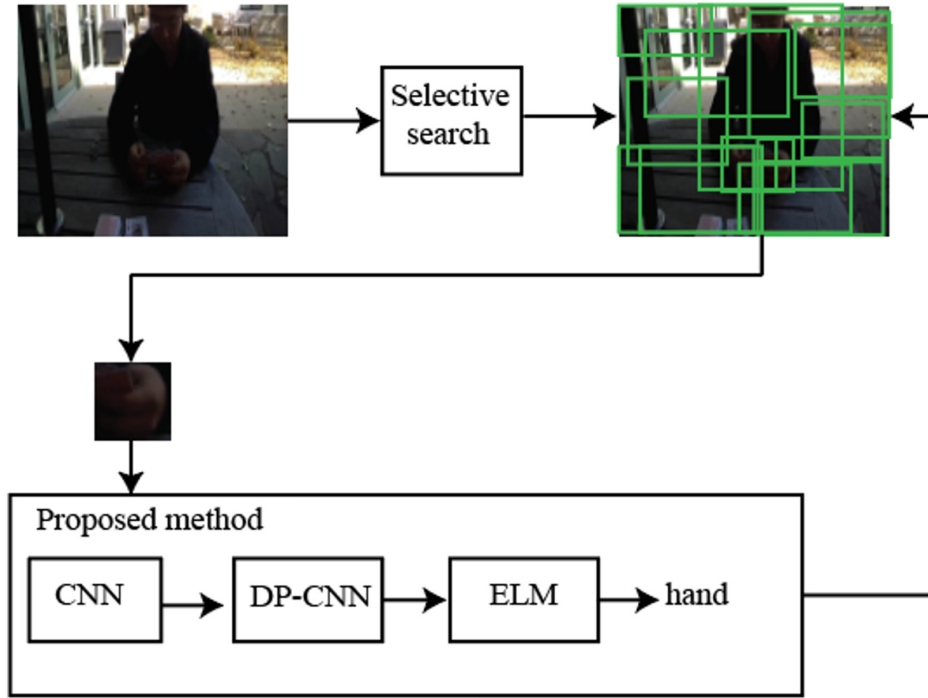 Selective
search
Proposed method
CNN
DP-CNN
ELM
hand